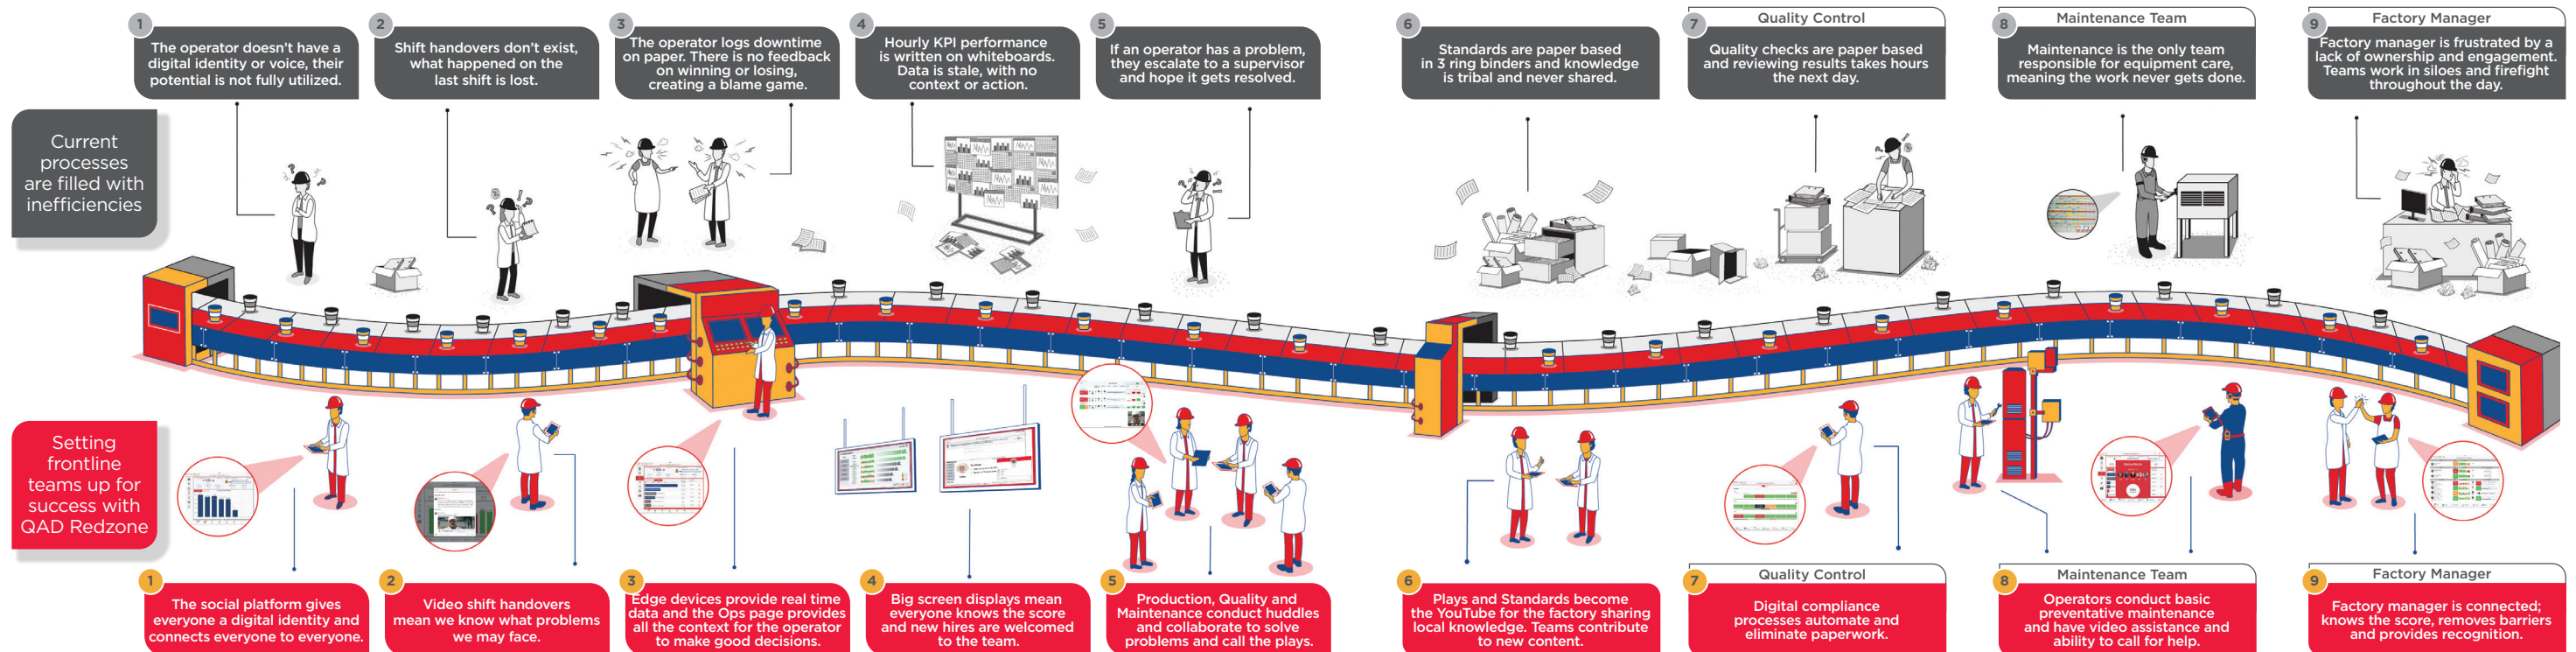 1
The operator doesn't have a
digital identity or voice, their
potential is not fully utilized.
2
Shift handovers don't exist,
what happened on the
last shift is lost.
3
The operator logs downtime
on paper. There is no feedback
on winning or losing,
creating a blame game.
4
Hourly KPI performance
is written on whiteboards.
Data is stale, with no
context or action.
5
If an operator has a problem,
they escalate to a supervisor
and hope it gets resolved.
6
Standards are paper based
in 3 ring binders and knowledge
is tribal and never shared.
7
Quality Control
Quality checks are paper based
and reviewing results takes hours
the next day.
8
Maintenance Team
Maintenance is the only team
responsible for equipment care,
meaning the work never gets done.
9
Factory Manager
Factory manager is frustrated by a
lack of ownership and engagement.
Teams work in siloes and firefight
throughout the day.
Current
processes
are filled with
inefficiencies
Setting
frontline
teams up for
success with
QAD Redzone
1
The social platform gives
everyone a digital identity and
connects everyone to everyone.
2
Video shift handovers
mean we know what problems
we may face.
3
Edge devices provide real time
data and the Ops page provides
all the context for the operator
to make good decisions.
4
Big screen displays mean
everyone knows the score
and new hires are welcomed
to the team.
5
Production, Quality and
Maintenance conduct huddles
and collaborate to solve
problems and call the plays.
6
Plays and Standards become
the YouTube for the factory sharing
local knowledge. Teams contribute
to new content.
7
Quality Control
Digital compliance
processes automate and
eliminate paperwork.
8
Maintenance Team
Operators conduct basic
preventative maintenance
and have video assistance and
ability to call for help.
9
Factory Manager
Factory manager is connected;
knows the score, removes barriers
and provides recognition.